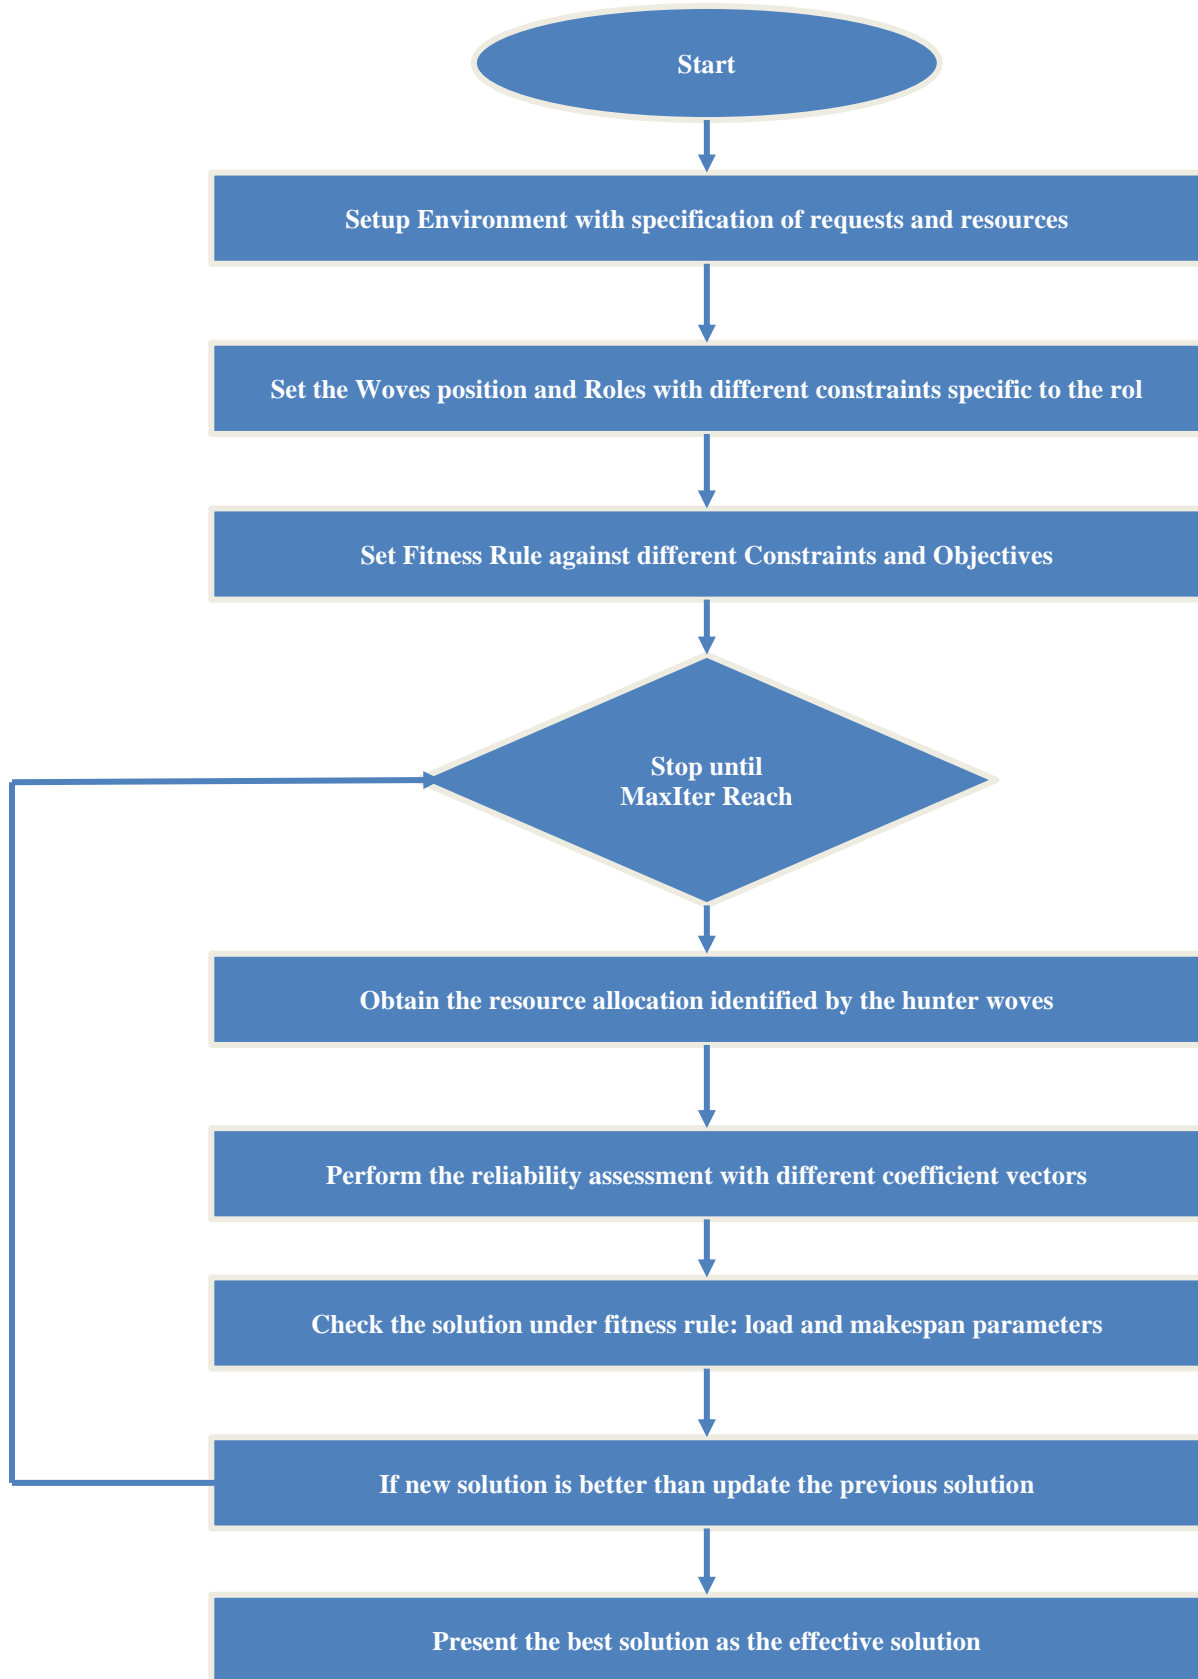 Start
Setup Environment with specification of requests and resources
Set the Woves position and Roles with different constraints specific to the rol
Set Fitness Rule against different Constraints and Objectives
Stop until
MaxIter Reach
Obtain the resource allocation identified by the hunter woves
Perform the reliability assessment with different coefficient vectors
Check the solution under fitness rule: load and makespan parameters
If new solution is better than update the previous solution
Present the best solution as the effective solution